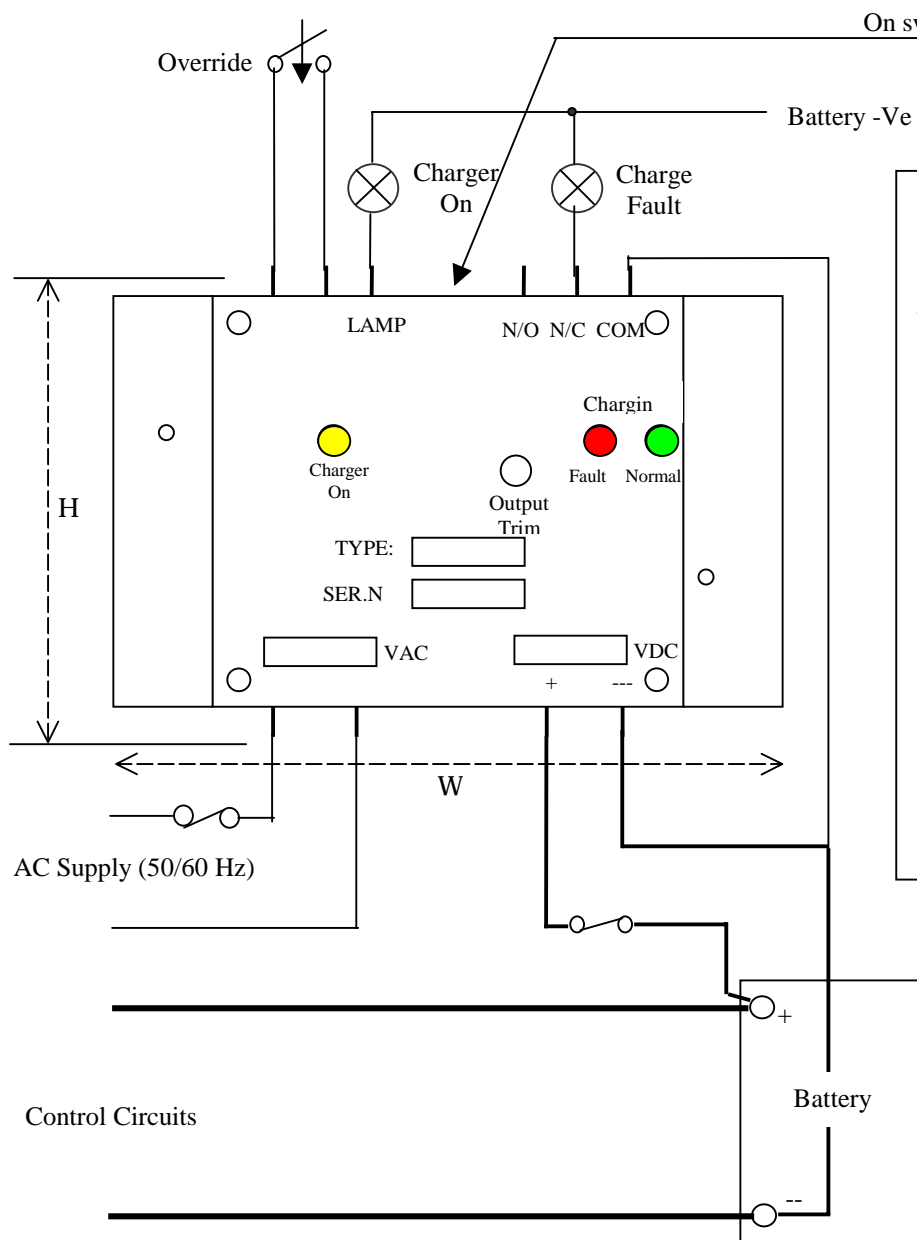 On sw
Override
Battery -Ve
Charger
On
Charge
Fault
LAMP
N/O N/C COM
Chargin
Charger
On
Fault
Normal
Output
Trim
H
TYPE:
SER.N
VAC
VDC
+ ---
W
AC Supply (50/60 Hz)
+
Control Circuits
Battery
--